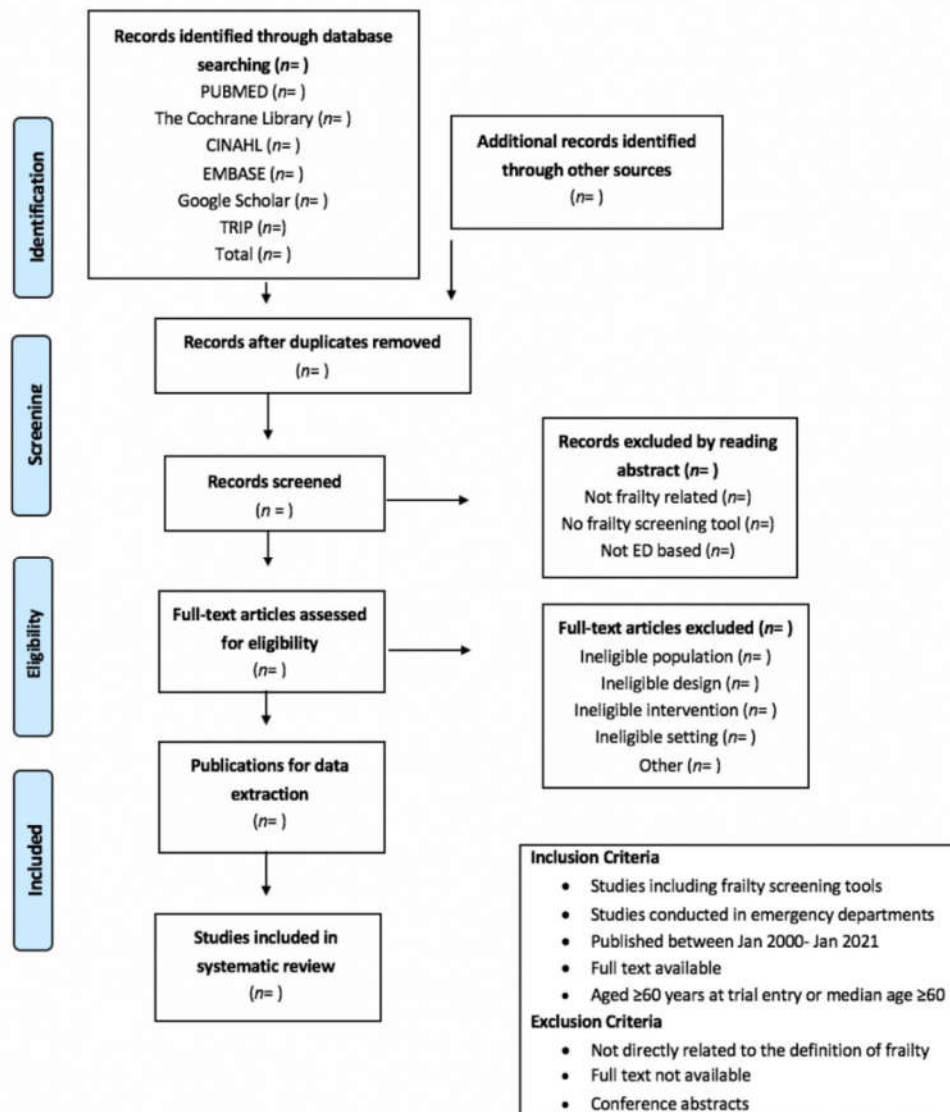 Records identified through database
searching (n= )
PUBMED (n= )
The Cochrane Library (n= )
CINAHL (n= )
EMBASE (n= )
Google Scholar (n= )
TRIP (n=)
Total (n= )
Additional records identified
through other sources
(n= )
Identification
Records after duplicates removed
(n= )
Screening
Records screened
(n = )
Records excluded by reading
abstract (n= )
Not frailty related (n=)
No frailty screening tool (n=)
Not ED based (n=)
Eligibility
Full-text articles assessed
for eligibility
(n= )
Full-text articles excluded (n= )
Ineligible population (n= )
Ineligible design (n= )
Ineligible intervention (n= )
Ineligible setting (n= )
Other (n= )
Publications for data
extraction
(n= )
Included
Studies included in
systematic review
(n= )
Inclusion Criteria
• Studies including frailty screening tools
• Studies conducted in emergency departments
• Published between Jan 2000- Jan 2021
• Full text available
• Aged ≥60 years at trial entry or median age ≥60
Exclusion Criteria
• Not directly related to the definition of frailty
• Full text not available
• Conference abstracts